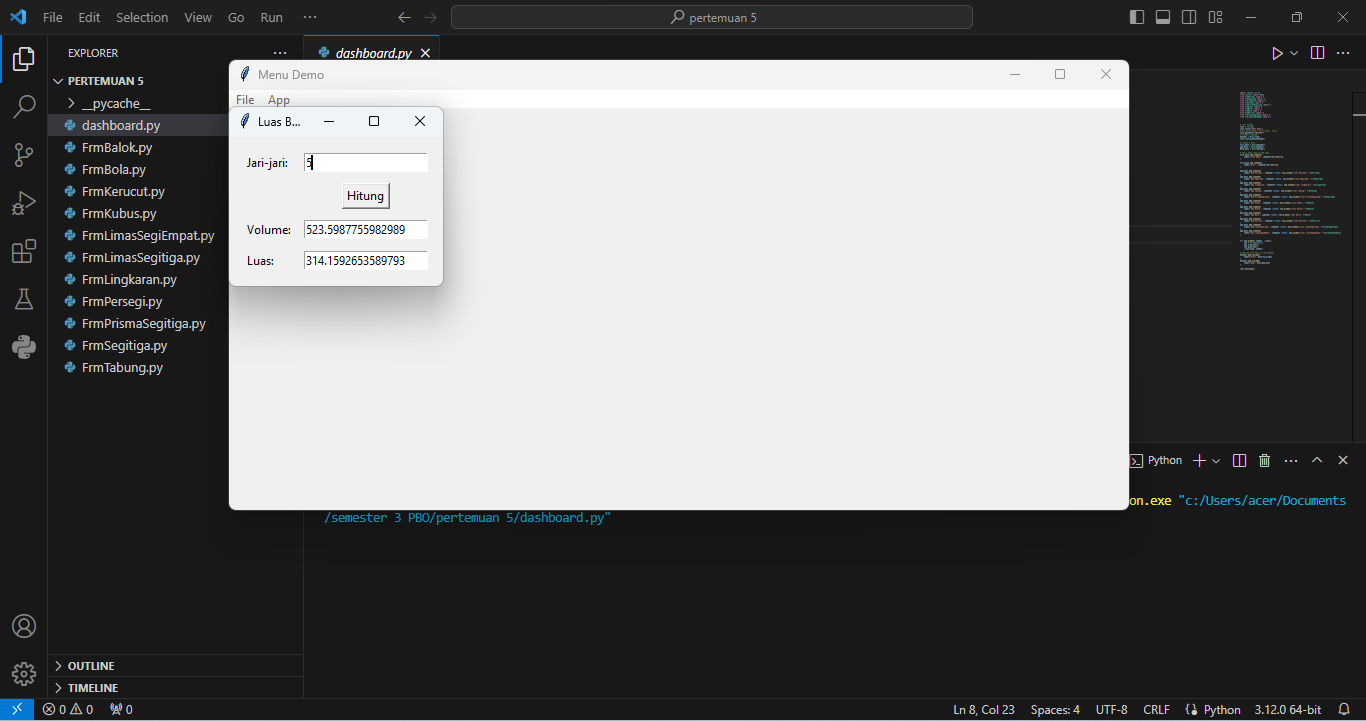 File Edit Selection View Go Run ··· pertemuan 5
EXPLORER ···
dashboard.py
PERTEMUAN 5
__pycache__
dashboard.py
FrmBalok.py
FrmBola.py
FrmKerucut.py
FrmKubus.py
FrmLimasSegiEmpat.py
FrmLimasSegitiga.py
FrmLingkaran.py
FrmPersegi.py
FrmPrismaSegitiga.py
FrmSegitiga.py
FrmTabung.py
OUTLINE
TIMELINE
Menu Demo
File App
Luas B...
Jari-jari: 5
Hitung
Volume: 523.5987755982989
Luas: 314.1592653589793
Python
on.exe "c:/Users/acer/Documents
/semester 3 PBO/pertemuan 5/dashboard.py"
0 0 0 Ln 8, Col 23 Spaces: 4 UTF-8 CRLF Python 3.12.0 64-bit